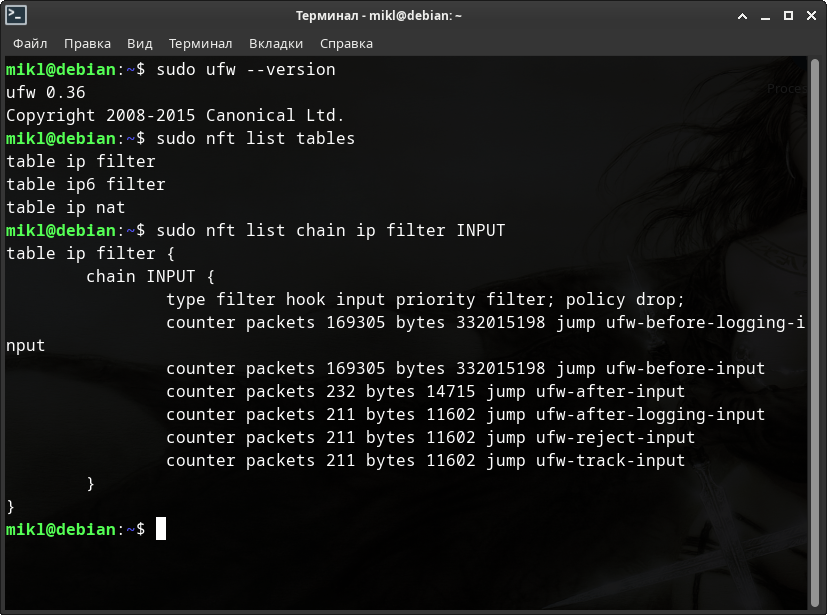 Терминал - mikl@debian: ~
Файл Правка Вид Терминал Вкладки Справка
mikl@debian:~$ sudo ufw --version
ufw 0.36
Copyright 2008-2015 Canonical Ltd.
mikl@debian:~$ sudo nft list tables
table ip filter
table ip6 filter
table ip nat
mikl@debian:~$ sudo nft list chain ip filter INPUT
table ip filter {
        chain INPUT {
                type filter hook input priority filter; policy drop;
                counter packets 169305 bytes 332015198 jump ufw-before-logging-i
nput
                counter packets 169305 bytes 332015198 jump ufw-before-input
                counter packets 232 bytes 14715 jump ufw-after-input
                counter packets 211 bytes 11602 jump ufw-after-logging-input
                counter packets 211 bytes 11602 jump ufw-reject-input
                counter packets 211 bytes 11602 jump ufw-track-input
        }
}
mikl@debian:~$